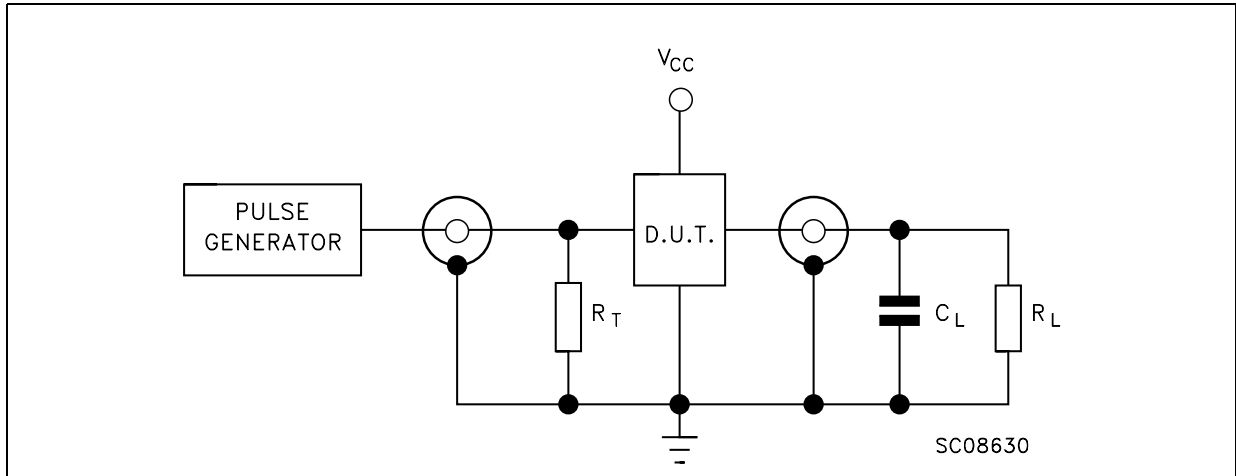 VCC
PULSE
GENERATOR
D.U.T.
RT
CL
RL
SC08630